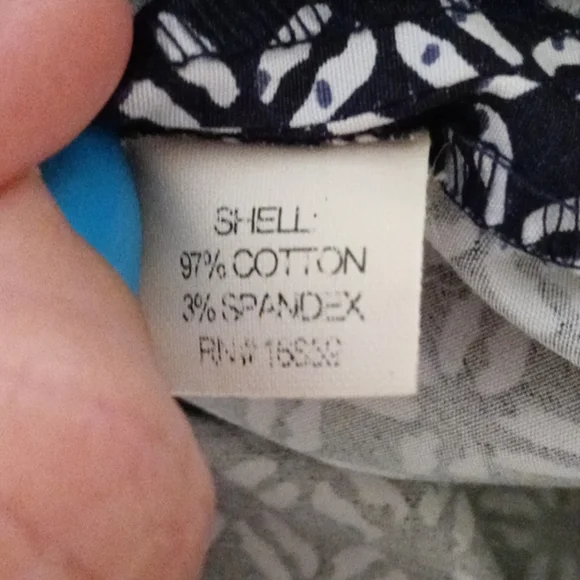 SHELL:
97% COTTON
3% SPANDEX
RN#